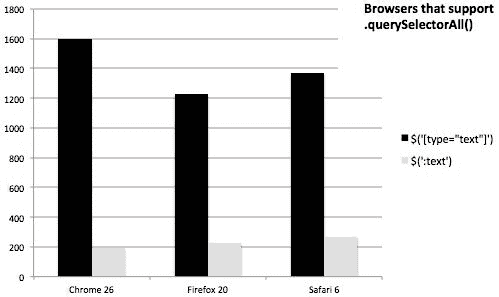 Browsers that support
.querySelectorAll()
1800
1600
1400
1200
1000
800
600
400
200
0
$('[type="text"]')
$(':text')
Chrome 26
Firefox 20
Safari 6